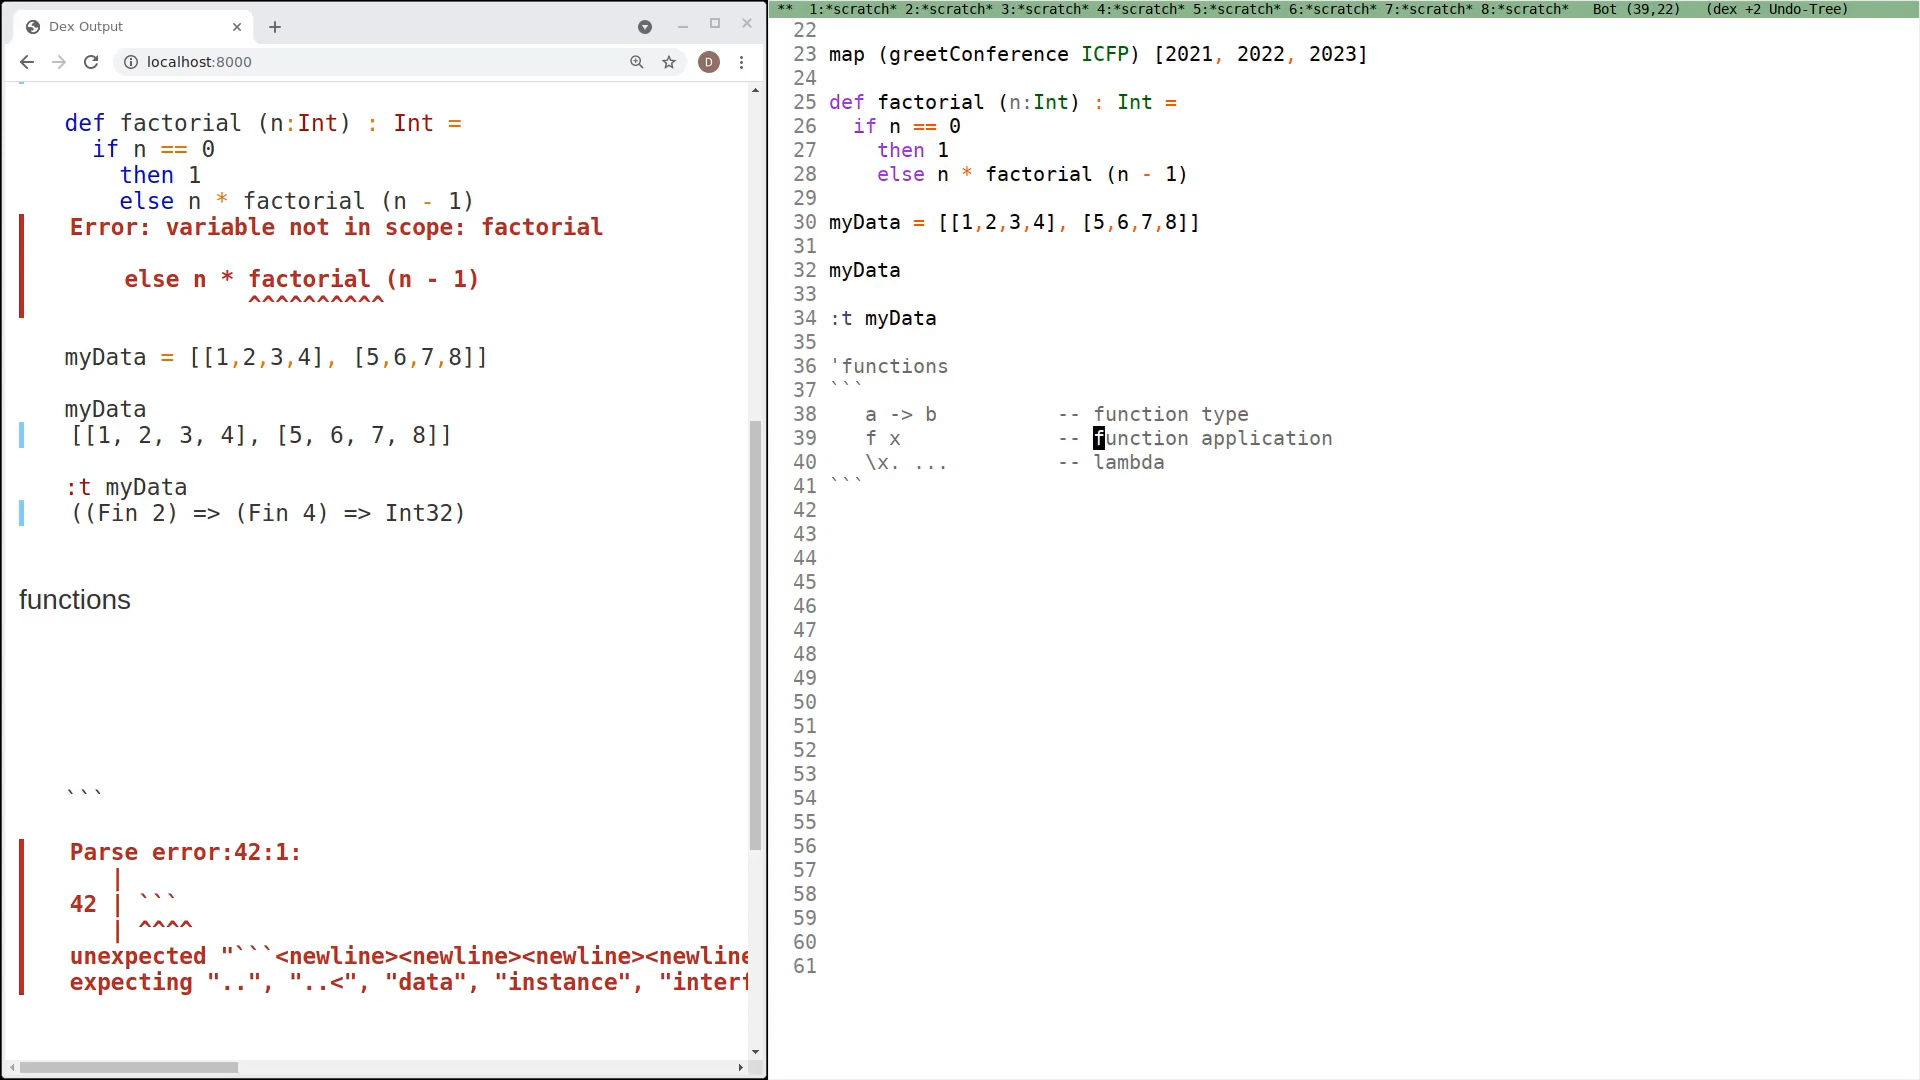 Dex Output
localhost:8000
D
def factorial (n:Int) : Int =
if n == 0
then 1
else n * factorial (n - 1)
Error: variable not in scope: factorial
else n * factorial (n - 1)
^^^^^^^^^^
myData = [[1,2,3,4], [5,6,7,8]]
myData
[[1, 2, 3, 4], [5, 6, 7, 8]]
:t myData
((Fin 2) => (Fin 4) => Int32)
functions
```
Parse error:42:1:
|
42 | ```
| ^^^^
unexpected "```<newline><newline><newline><newline
expecting "..", "..<", "data", "instance", "interf
** 1:*scratch* 2:*scratch* 3:*scratch* 4:*scratch* 5:*scratch* 6:*scratch* 7:*scratch* 8:*scratch* Bot (39,22) (dex +2 Undo-Tree)
22
23 map (greetConference ICFP) [2021, 2022, 2023]
24
25 def factorial (n:Int) : Int =
26 if n == 0
27 then 1
28 else n * factorial (n - 1)
29
30 myData = [[1,2,3,4], [5,6,7,8]]
31
32 myData
33
34 :t myData
35
36 'functions
37 ```
38 a -> b -- function type
39 f x -- function application
40 \x. ... -- lambda
41 ```
42
43
44
45
46
47
48
49
50
51
52
53
54
55
56
57
58
59
60
61